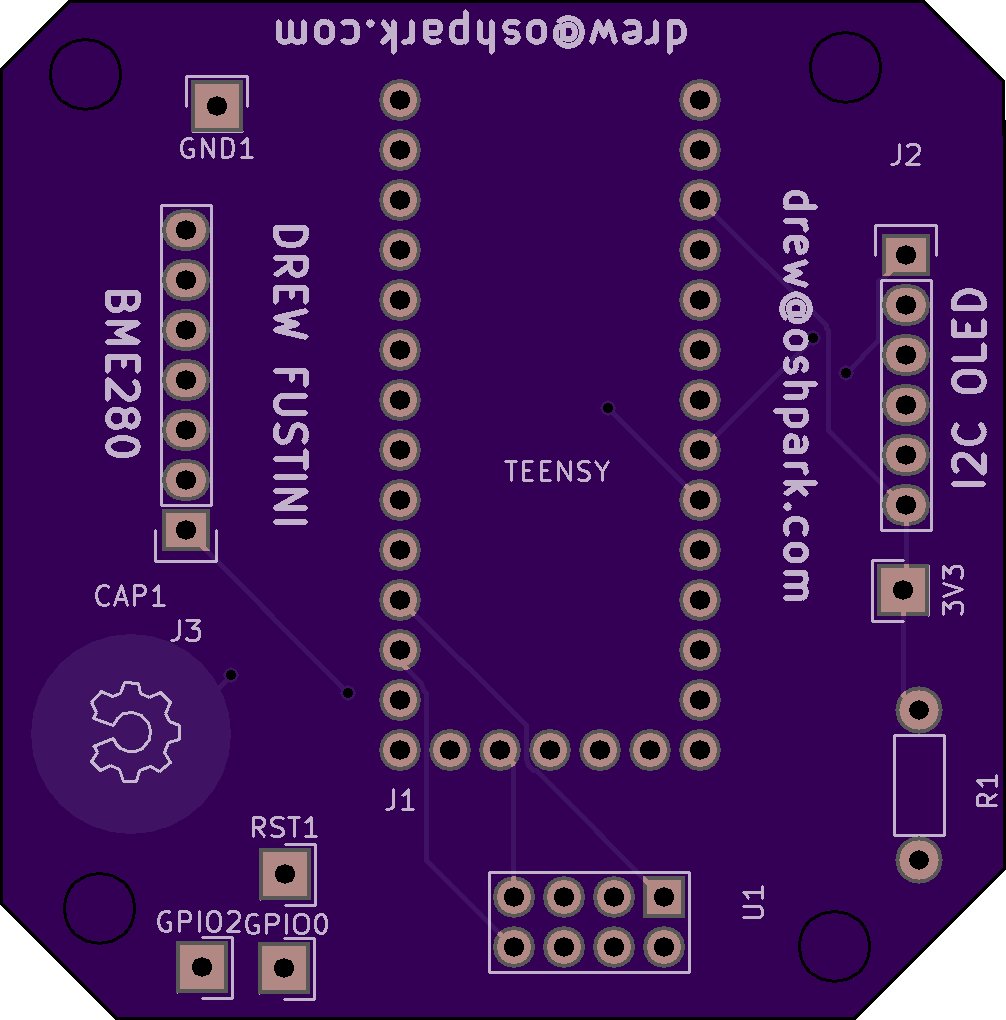 drew@oshpark.com
GND1
J2
DREW FUSTINI
drew@oshpark.com
BME280
I2C OLED
TEENSY
CAP1
3V3
J3
J1
R1
RST1
U1
GPIO2
GPIO0